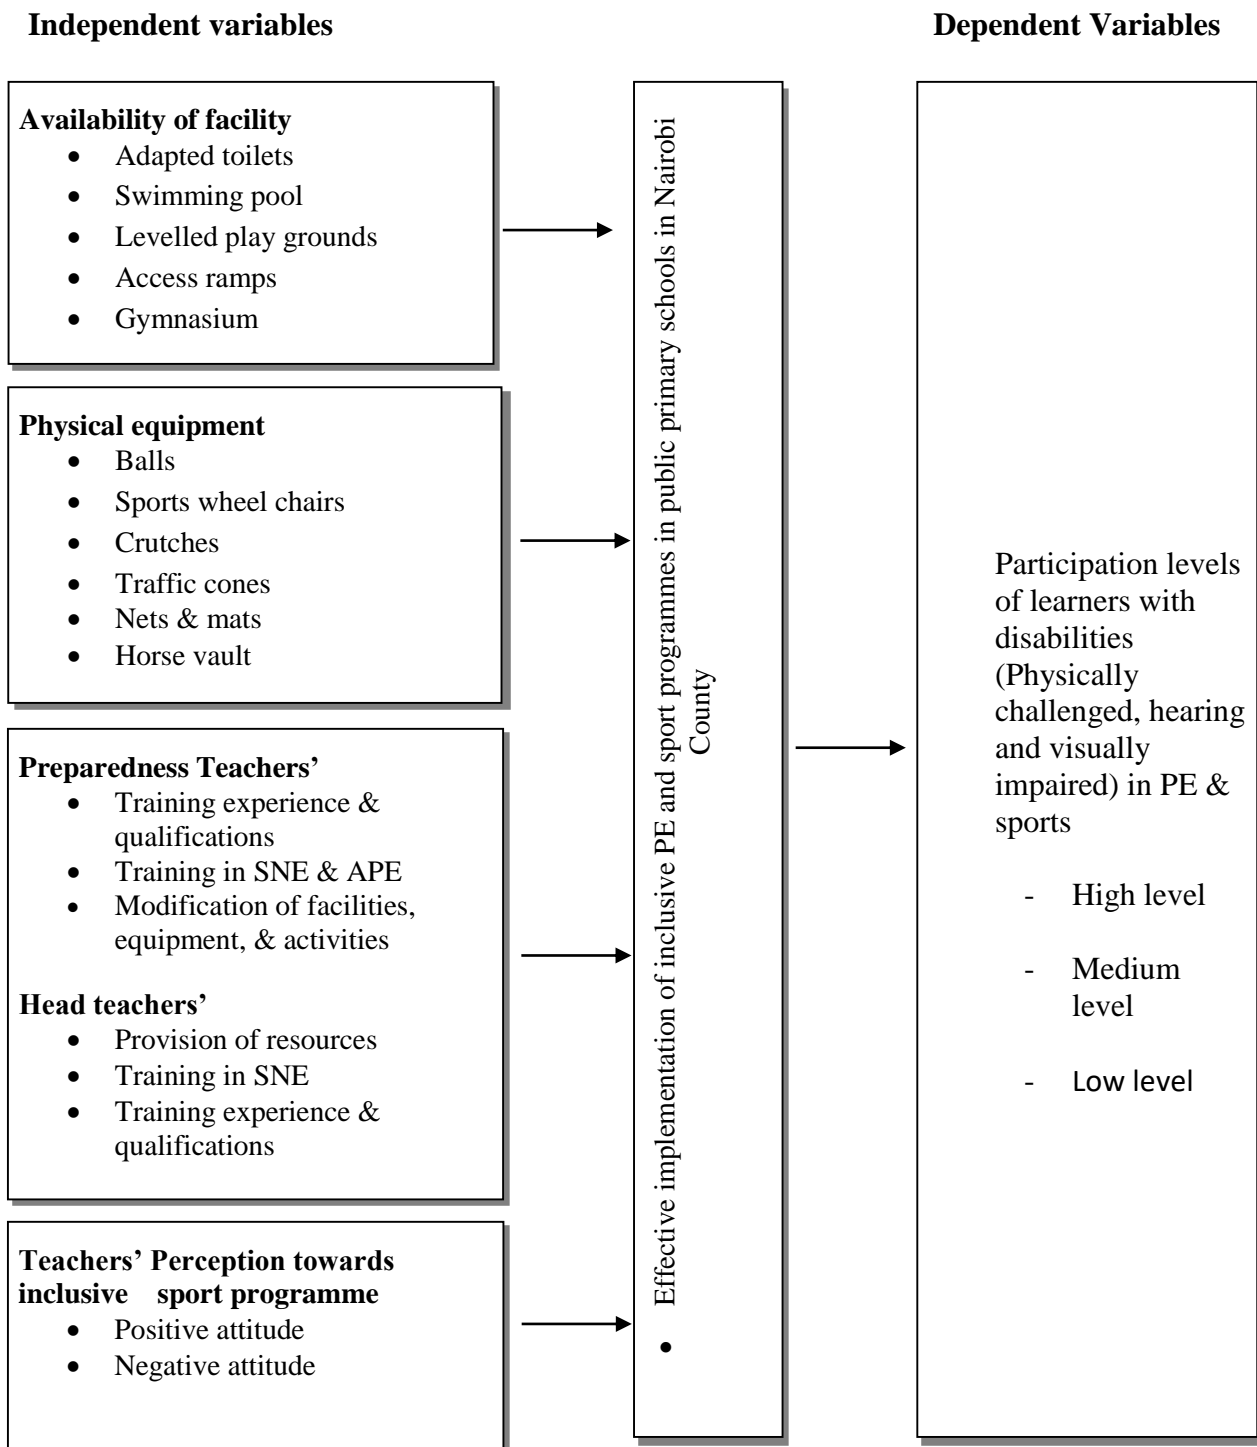 Independent variables
Dependent Variables
Availability of facility
• Adapted toilets
• Swimming pool
• Levelled play grounds
• Access ramps
• Gymnasium
Physical equipment
• Balls
• Sports wheel chairs
• Crutches
• Traffic cones
• Nets & mats
• Horse vault
Preparedness Teachers’
• Training experience &
qualifications
• Training in SNE & APE
• Modification of facilities,
equipment, & activities
Head teachers’
• Provision of resources
• Training in SNE
• Training experience &
qualifications
Teachers’ Perception towards
inclusive sport programme
• Positive attitude
• Negative attitude
• Effective implementation of inclusive PE and sport programmes in public primary schools in Nairobi
County
Participation levels
of learners with
disabilities
(Physically
challenged, hearing
and visually
impaired) in PE &
sports
- High level
- Medium
level
- Low level